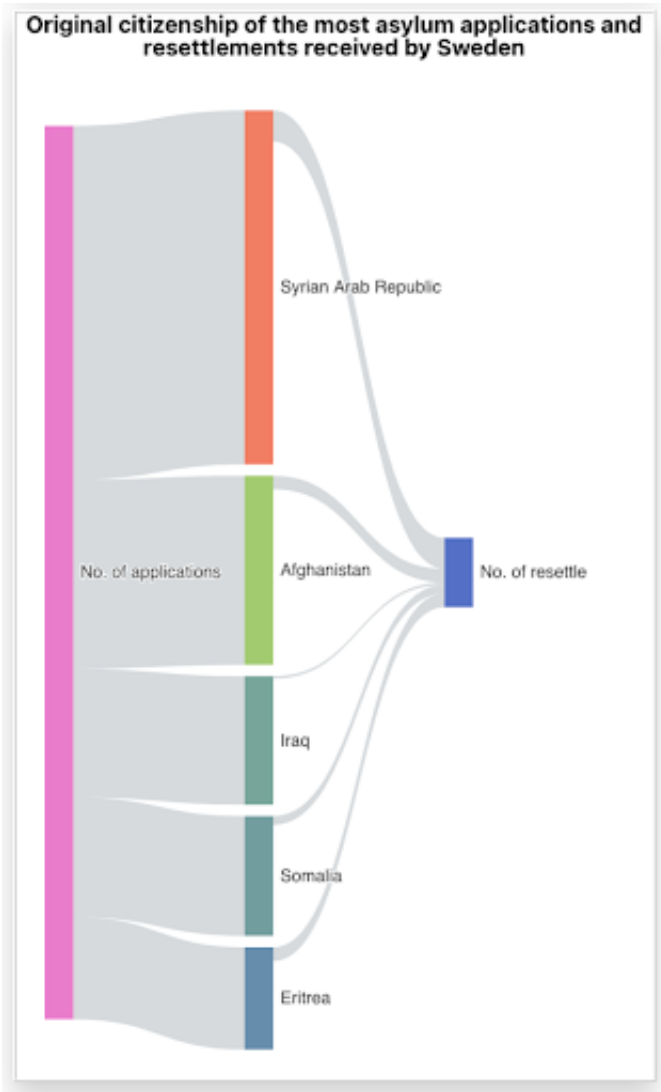 Original citizenship of the most asylum applications and
resettlements received by Sweden
Syrian Arab Republic
No. of applications
Afghanistan
No. of resettle
Iraq
Somalia
Eritrea